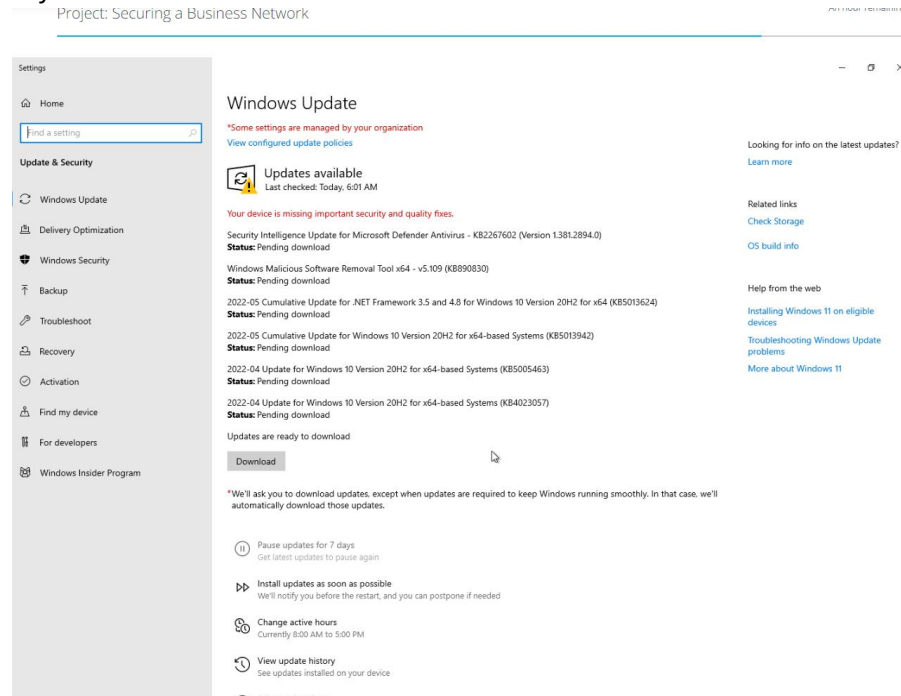 Project: Securing a Business Network
An hour remaining
Settings
Home
Find a setting
Update & Security
Windows Update
Delivery Optimization
Windows Security
Backup
Troubleshoot
Recovery
Activation
Find my device
For developers
Windows Insider Program
Windows Update
*Some settings are managed by your organization
View configured update policies
Updates available
Last checked: Today, 6:01 AM
Your device is missing important security and quality fixes.
Security Intelligence Update for Microsoft Defender Antivirus - KB2267602 (Version 1.381.2894.0)
Status: Pending download
Windows Malicious Software Removal Tool x64 - v5.109 (KB890830)
Status: Pending download
2022-05 Cumulative Update for .NET Framework 3.5 and 4.8 for Windows 10 Version 20H2 for x64 (KB5013624)
Status: Pending download
2022-05 Cumulative Update for Windows 10 Version 20H2 for x64-based Systems (KB5013942)
Status: Pending download
2022-04 Update for Windows 10 Version 20H2 for x64-based Systems (KB5005463)
Status: Pending download
2022-04 Update for Windows 10 Version 20H2 for x64-based Systems (KB4023057)
Status: Pending download
Updates are ready to download
Download
*We'll ask you to download updates, except when updates are required to keep Windows running smoothly. In that case, we'll
automatically download those updates.
Pause updates for 7 days
Get latest updates to pause again
Install updates as soon as possible
We'll notify you before the restart, and you can postpone if needed
Change active hours
Currently 8:00 AM to 5:00 PM
View update history
See updates installed on your device
Looking for info on the latest updates?
Learn more
Related links
Check Storage
OS build info
Help from the web
Installing Windows 11 on eligible
devices
Troubleshooting Windows Update
problems
More about Windows 11